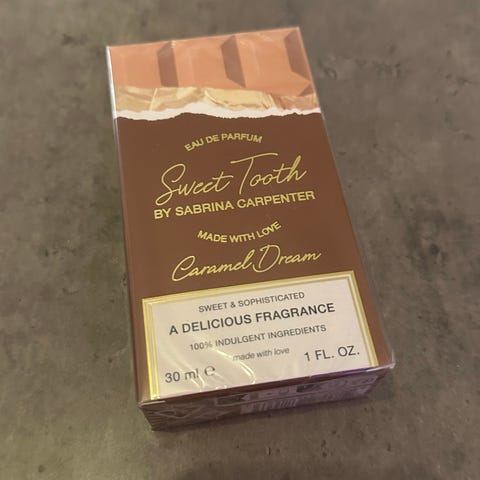 EAU DE PARFUM
Sweet Tooth
BY SABRINA CARPENTER
MADE WITH LOVE
Caramel Dream
SWEET & SOPHISTICATED
A DELICIOUS FRAGRANCE
100% INDULGENT INGREDIENTS
made with love
30 ml ℮ 1 FL. OZ.